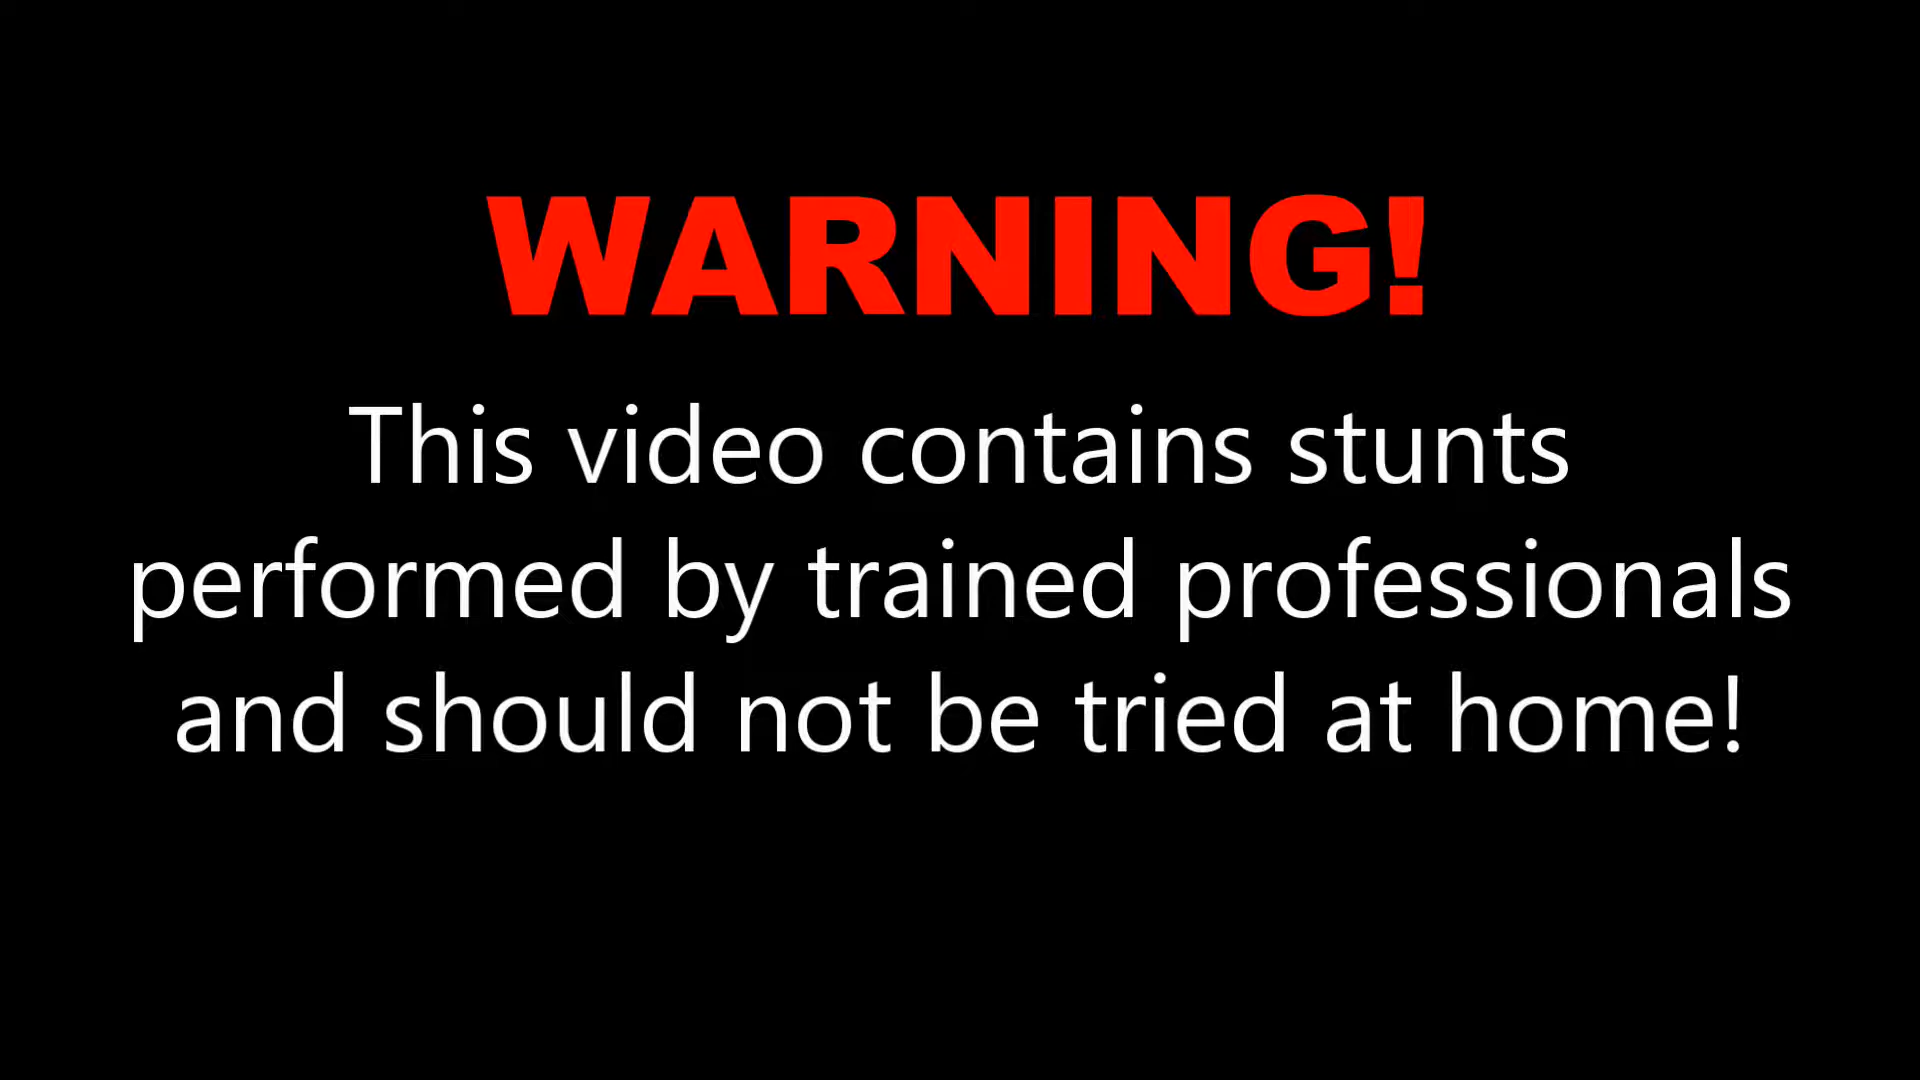 WARNING!
This video contains stunts
performed by trained professionals
and should not be tried at home!